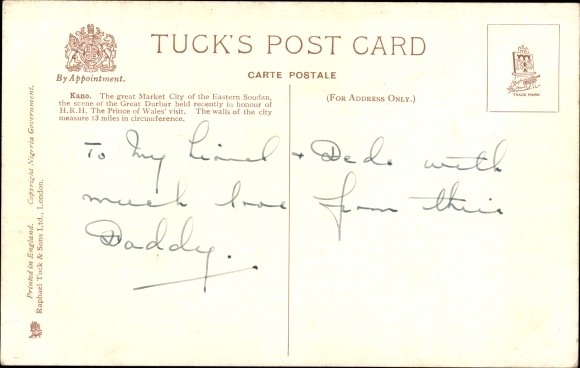 TUCK'S POST CARD
CARTE POSTALE
By Appointment.
Kano. The great Market City of the Eastern Soudan,
the scene of the Great Durbar held recently in honour of
H.R.H. The Prince of Wales' visit. The walls of the city
measure 13 miles in circumference.
(FOR ADDRESS ONLY.)
TRADE MARK
To My Lionel + Dede with
much love from their
Daddy.
Printed in England. Copyright Nigeria Government.
Raphael Tuck & Sons Ltd., London.